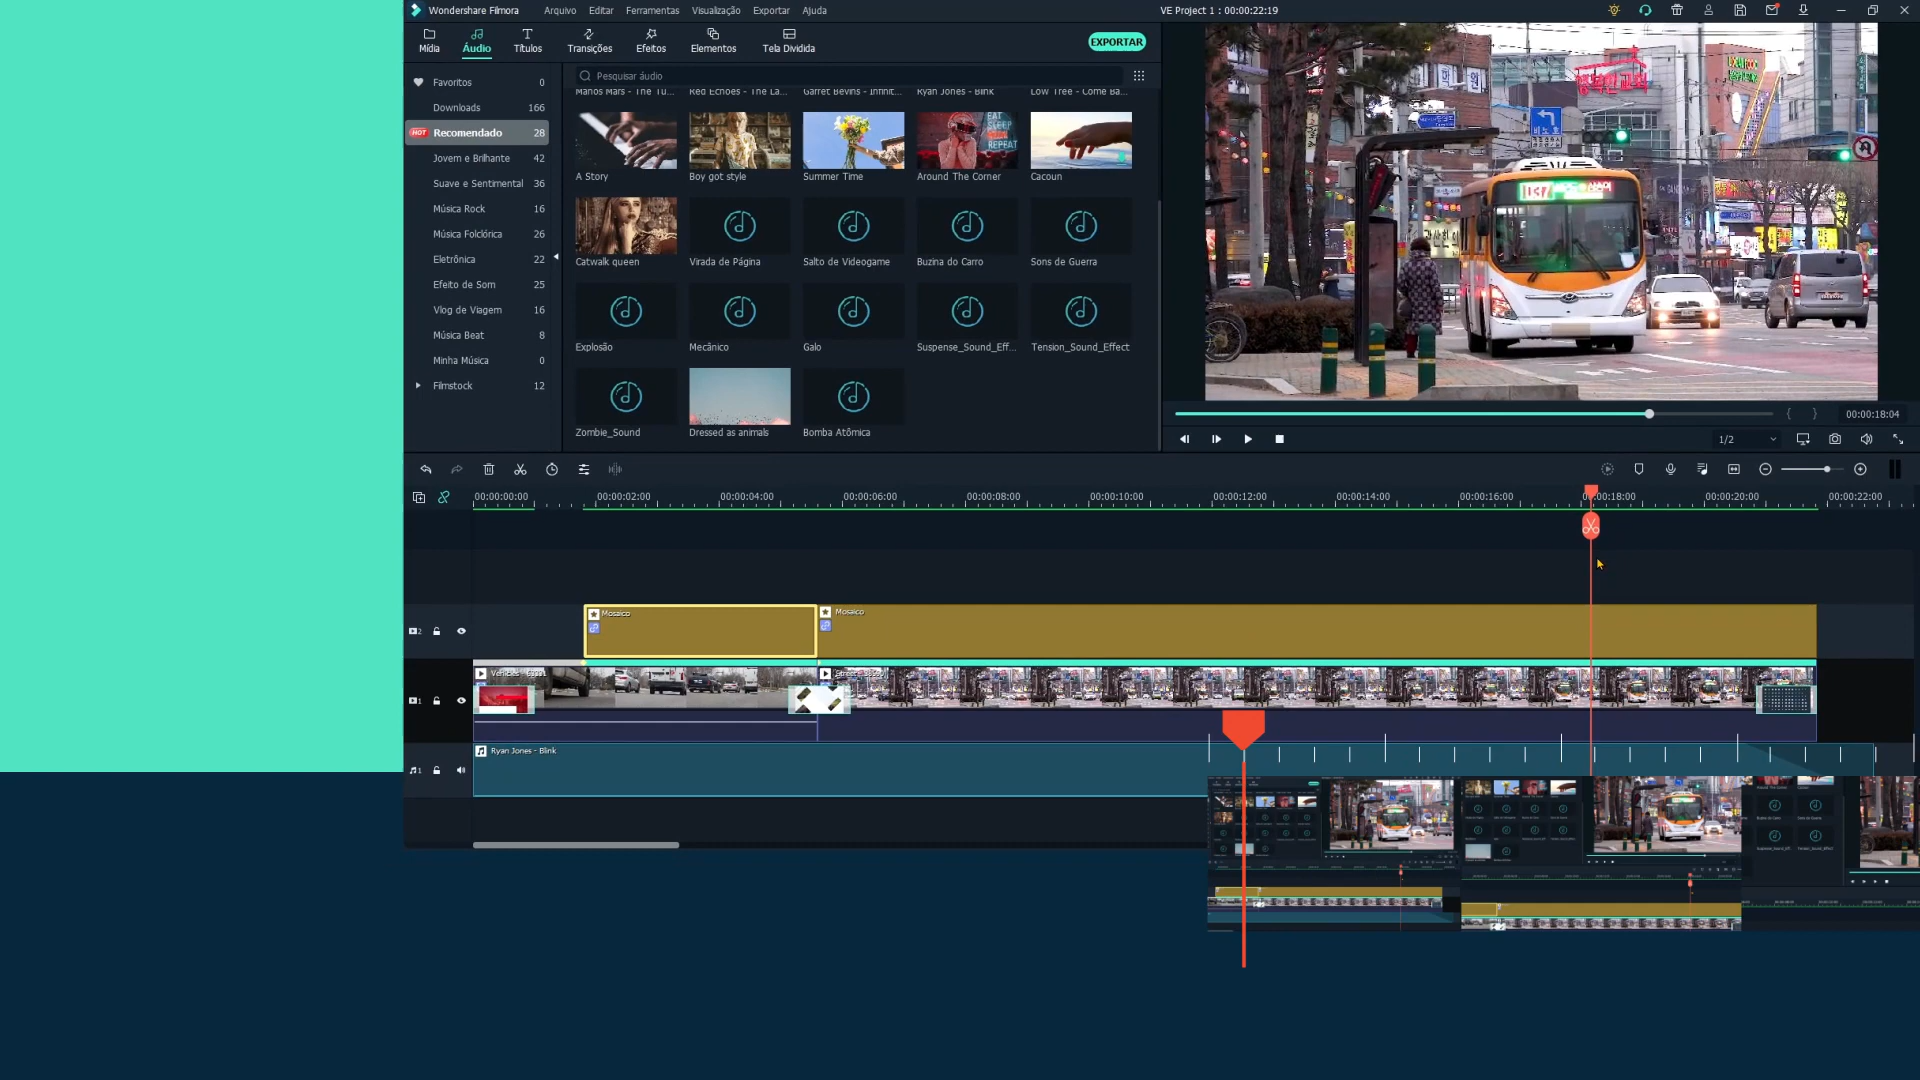 Wondershare Filmora
Arquivo
Editar
Ferramentas
Visualização
Exportar
Ajuda
VE Project 1 : 00:00:22:19
Mídia
Áudio
Títulos
Transições
Efeitos
Elementos
Tela Dividida
EXPORTAR
Favoritos 0
Downloads 166
HOT Recomendado 28
Jovem e Brilhante 42
Suave e Sentimental 36
Música Rock 16
Música Folclórica 26
Eletrônica 22
Efeito de Som 25
Vlog de Viagem 16
Música Beat 8
Minha Música 0
Filmstock 12
Pesquisar áudio
Manos Mars - The Tu...
Red Echoes - The La...
Garret Bevins - Infinit...
Ryan Jones - Blink
Low Tree - Come Ba...
EAT
SLEEP
REPEAT
A Story
Boy got style
Summer Time
Around The Corner
Cacoun
Catwalk queen
Virada de Página
Salto de Videogame
Buzina do Carro
Sons de Guerra
Explosão
Mecânico
Galo
Suspense_Sound_Eff...
Tension_Sound_Effect
Zombie_Sound
Dressed as animals
Bomba Atômica
00:00:18:04
1/2
00:00:00:00
00:00:02:00
00:00:04:00
00:00:06:00
00:00:08:00
00:00:10:00
00:00:12:00
00:00:14:00
00:00:16:00
00:00:20:00
00:00:22:00
Mosaico
Mosaico
2
1
Ryan Jones - Blink
1